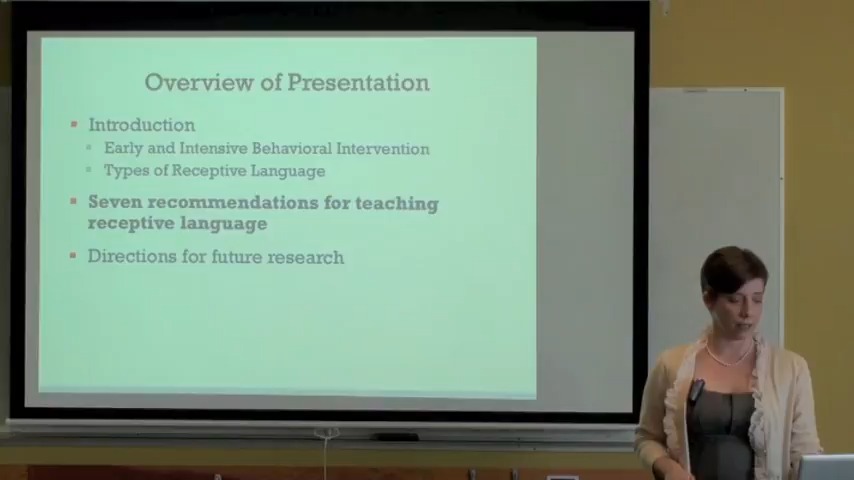 Overview of Presentation
Introduction
Early and Intensive Behavioral Intervention
Types of Receptive Language
Seven recommendations for teaching
receptive language
Directions for future research